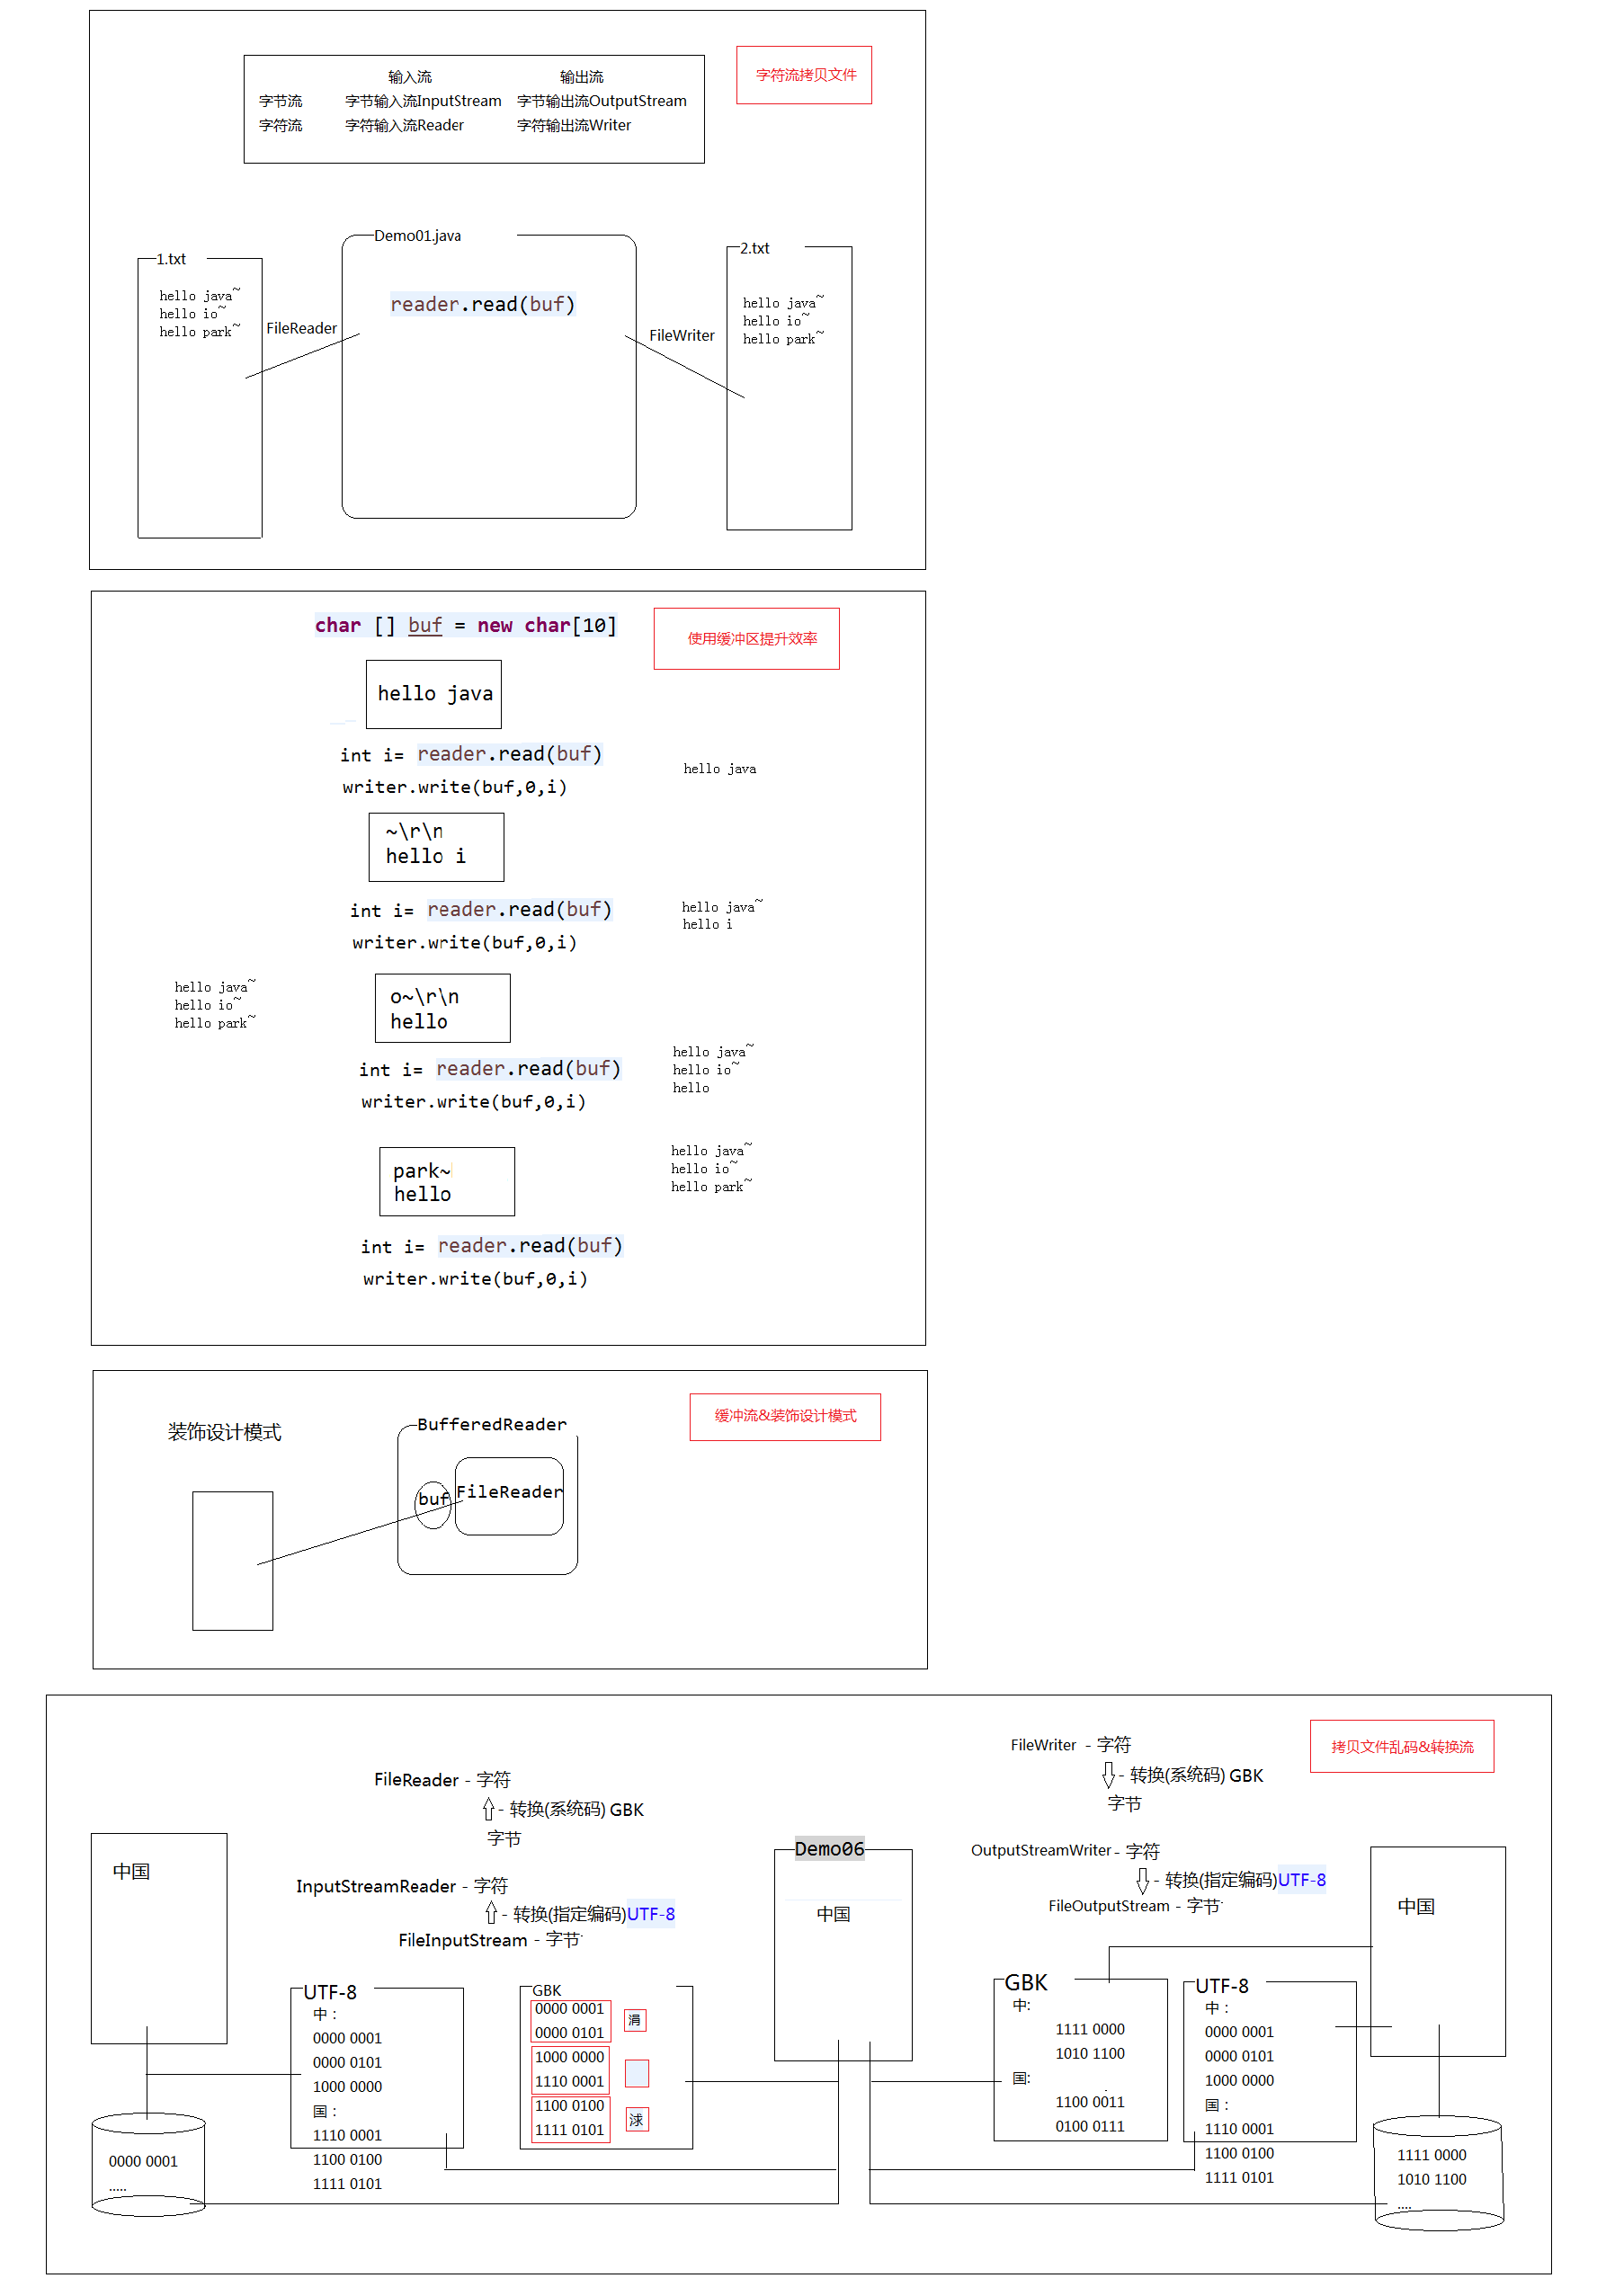 字符流拷贝文件
输入流 输出流
字节流 字节输入流InputStream 字节输出流OutputStream
字符流 字符输入流Reader 字符输出流Writer
1.txt
hello java~
hello io~
hello park~
FileReader
Demo01.java
reader.read(buf)
FileWriter
2.txt
hello java~
hello io~
hello park~
char [] buf = new char[10]
使用缓冲区提升效率
hello java
int i= reader.read(buf)
writer.write(buf,0,i)
hello java
~\r\n
hello i
int i= reader.read(buf)
writer.write(buf,0,i)
hello java~
hello i
hello java~
hello io~
hello park~
o~\r\n
hello
int i= reader.read(buf)
writer.write(buf,0,i)
hello java~
hello io~
hello
park~
hello
hello java~
hello io~
hello park~
int i= reader.read(buf)
writer.write(buf,0,i)
缓冲流&装饰设计模式
装饰设计模式
BufferedReader
buf
FileReader
拷贝文件乱码&转换流
FileReader - 字符
- 转换(系统码) GBK
字节
InputStreamReader - 字符
- 转换(指定编码)UTF-8
FileInputStream - 字节
FileWriter - 字符
- 转换(系统码) GBK
字节
OutputStreamWriter - 字符
- 转换(指定编码)UTF-8
FileOutputStream - 字节
中国
Demo06
中国
中国
UTF-8
中：
0000 0001
0000 0101
1000 0000
国：
1110 0001
1100 0100
1111 0101
GBK
0000 0001
0000 0101
涓
1000 0000
1110 0001
1100 0100
1111 0101
浗
GBK
中:
1111 0000
1010 1100
国:
1100 0011
0100 0111
UTF-8
中：
0000 0001
0000 0101
1000 0000
国：
1110 0001
1100 0100
1111 0101
0000 0001
.....
1111 0000
1010 1100
....